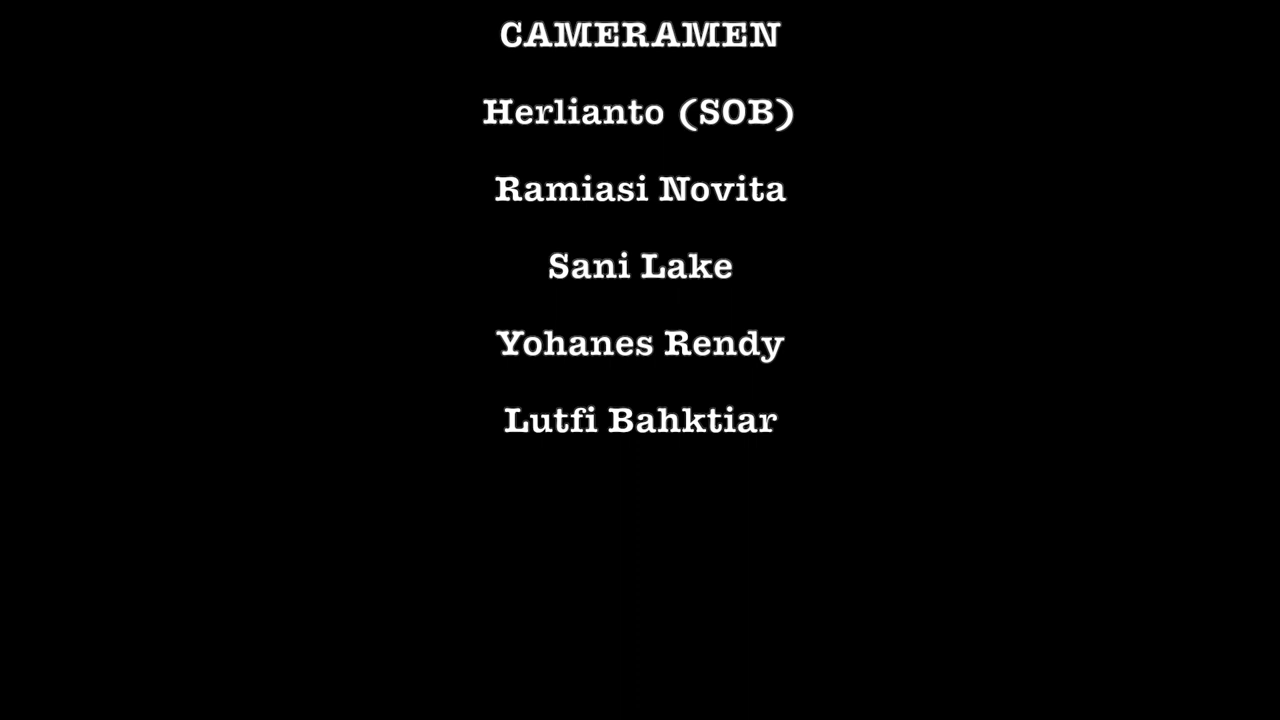 CAMERAMEN
Herlianto (SOB)
Ramiasi Novita
Sani Lake
Yohanes Rendy
Lutfi Bahktiar